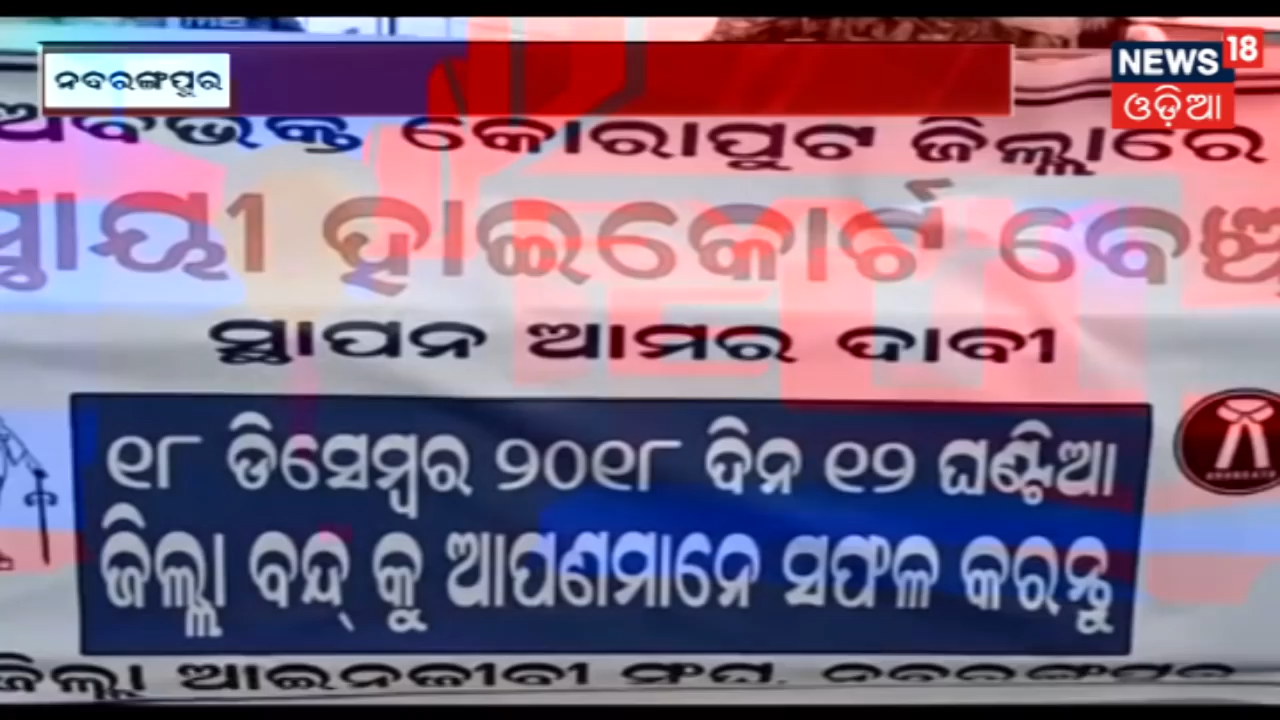 ନବରଙ୍ଗପୁର
NEWS 18
ଓଡ଼ିଆ
ଅବିଭକ୍ତ କୋରାପୁଟ ଜିଲ୍ଲାରେ
ସ୍ଥାୟୀ ହାଇକୋର୍ଟ ବେଞ୍ଚ
ସ୍ଥାପନ ଆମର ଦାବୀ
୧୮ ଡିସେମ୍ବର ୨୦୧୮ ଦିନ ୧୨ ଘଣ୍ଟିଆ
ଜିଲ୍ଲା ବନ୍ଦ୍ କୁ ଆପଣମାନେ ସଫଳ କରନ୍ତୁ
ଜିଲ୍ଲା ଆଇନଜୀବୀ ସଂଘ, ନବରଙ୍ଗପୁର